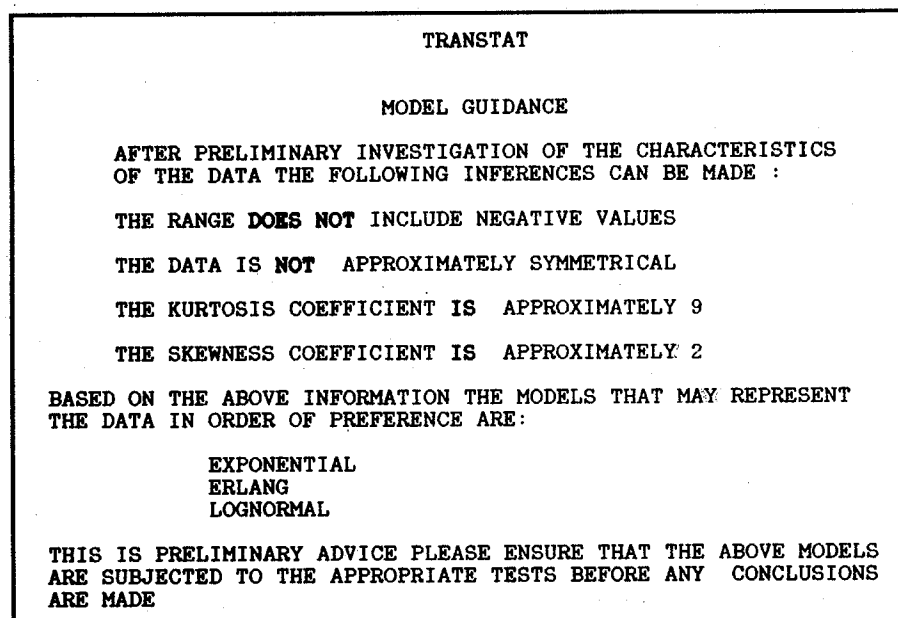 TRANSTAT
MODEL GUIDANCE
AFTER PRELIMINARY INVESTIGATION OF THE CHARACTERISTICS
OF THE DATA THE FOLLOWING INFERENCES CAN BE MADE :
THE RANGE DOES NOT INCLUDE NEGATIVE VALUES
THE DATA IS NOT APPROXIMATELY SYMMETRICAL
THE KURTOSIS COEFFICIENT IS APPROXIMATELY 9
THE SKEWNESS COEFFICIENT IS APPROXIMATELY 2
BASED ON THE ABOVE INFORMATION THE MODELS THAT MAY REPRESENT
THE DATA IN ORDER OF PREFERENCE ARE:
EXPONENTIAL
ERLANG
LOGNORMAL
THIS IS PRELIMINARY ADVICE PLEASE ENSURE THAT THE ABOVE MODELS
ARE SUBJECTED TO THE APPROPRIATE TESTS BEFORE ANY CONCLUSIONS
ARE MADE